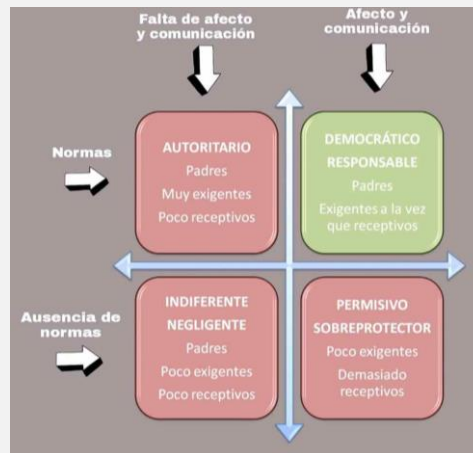 Falta de afecto
y comunicación
Afecto y
comunicación
Normas
AUTORITARIO
Padres
Muy exigentes
Poco receptivos
DEMOCRÁTICO
RESPONSABLE
Padres
Exigentes a la vez
que receptivos
Ausencia de
normas
INDIFERENTE
NEGLIGENTE
Padres
Poco exigentes
Poco receptivos
PERMISIVO
SOBREPROTECTOR
Poco exigentes
Demasiado
receptivos